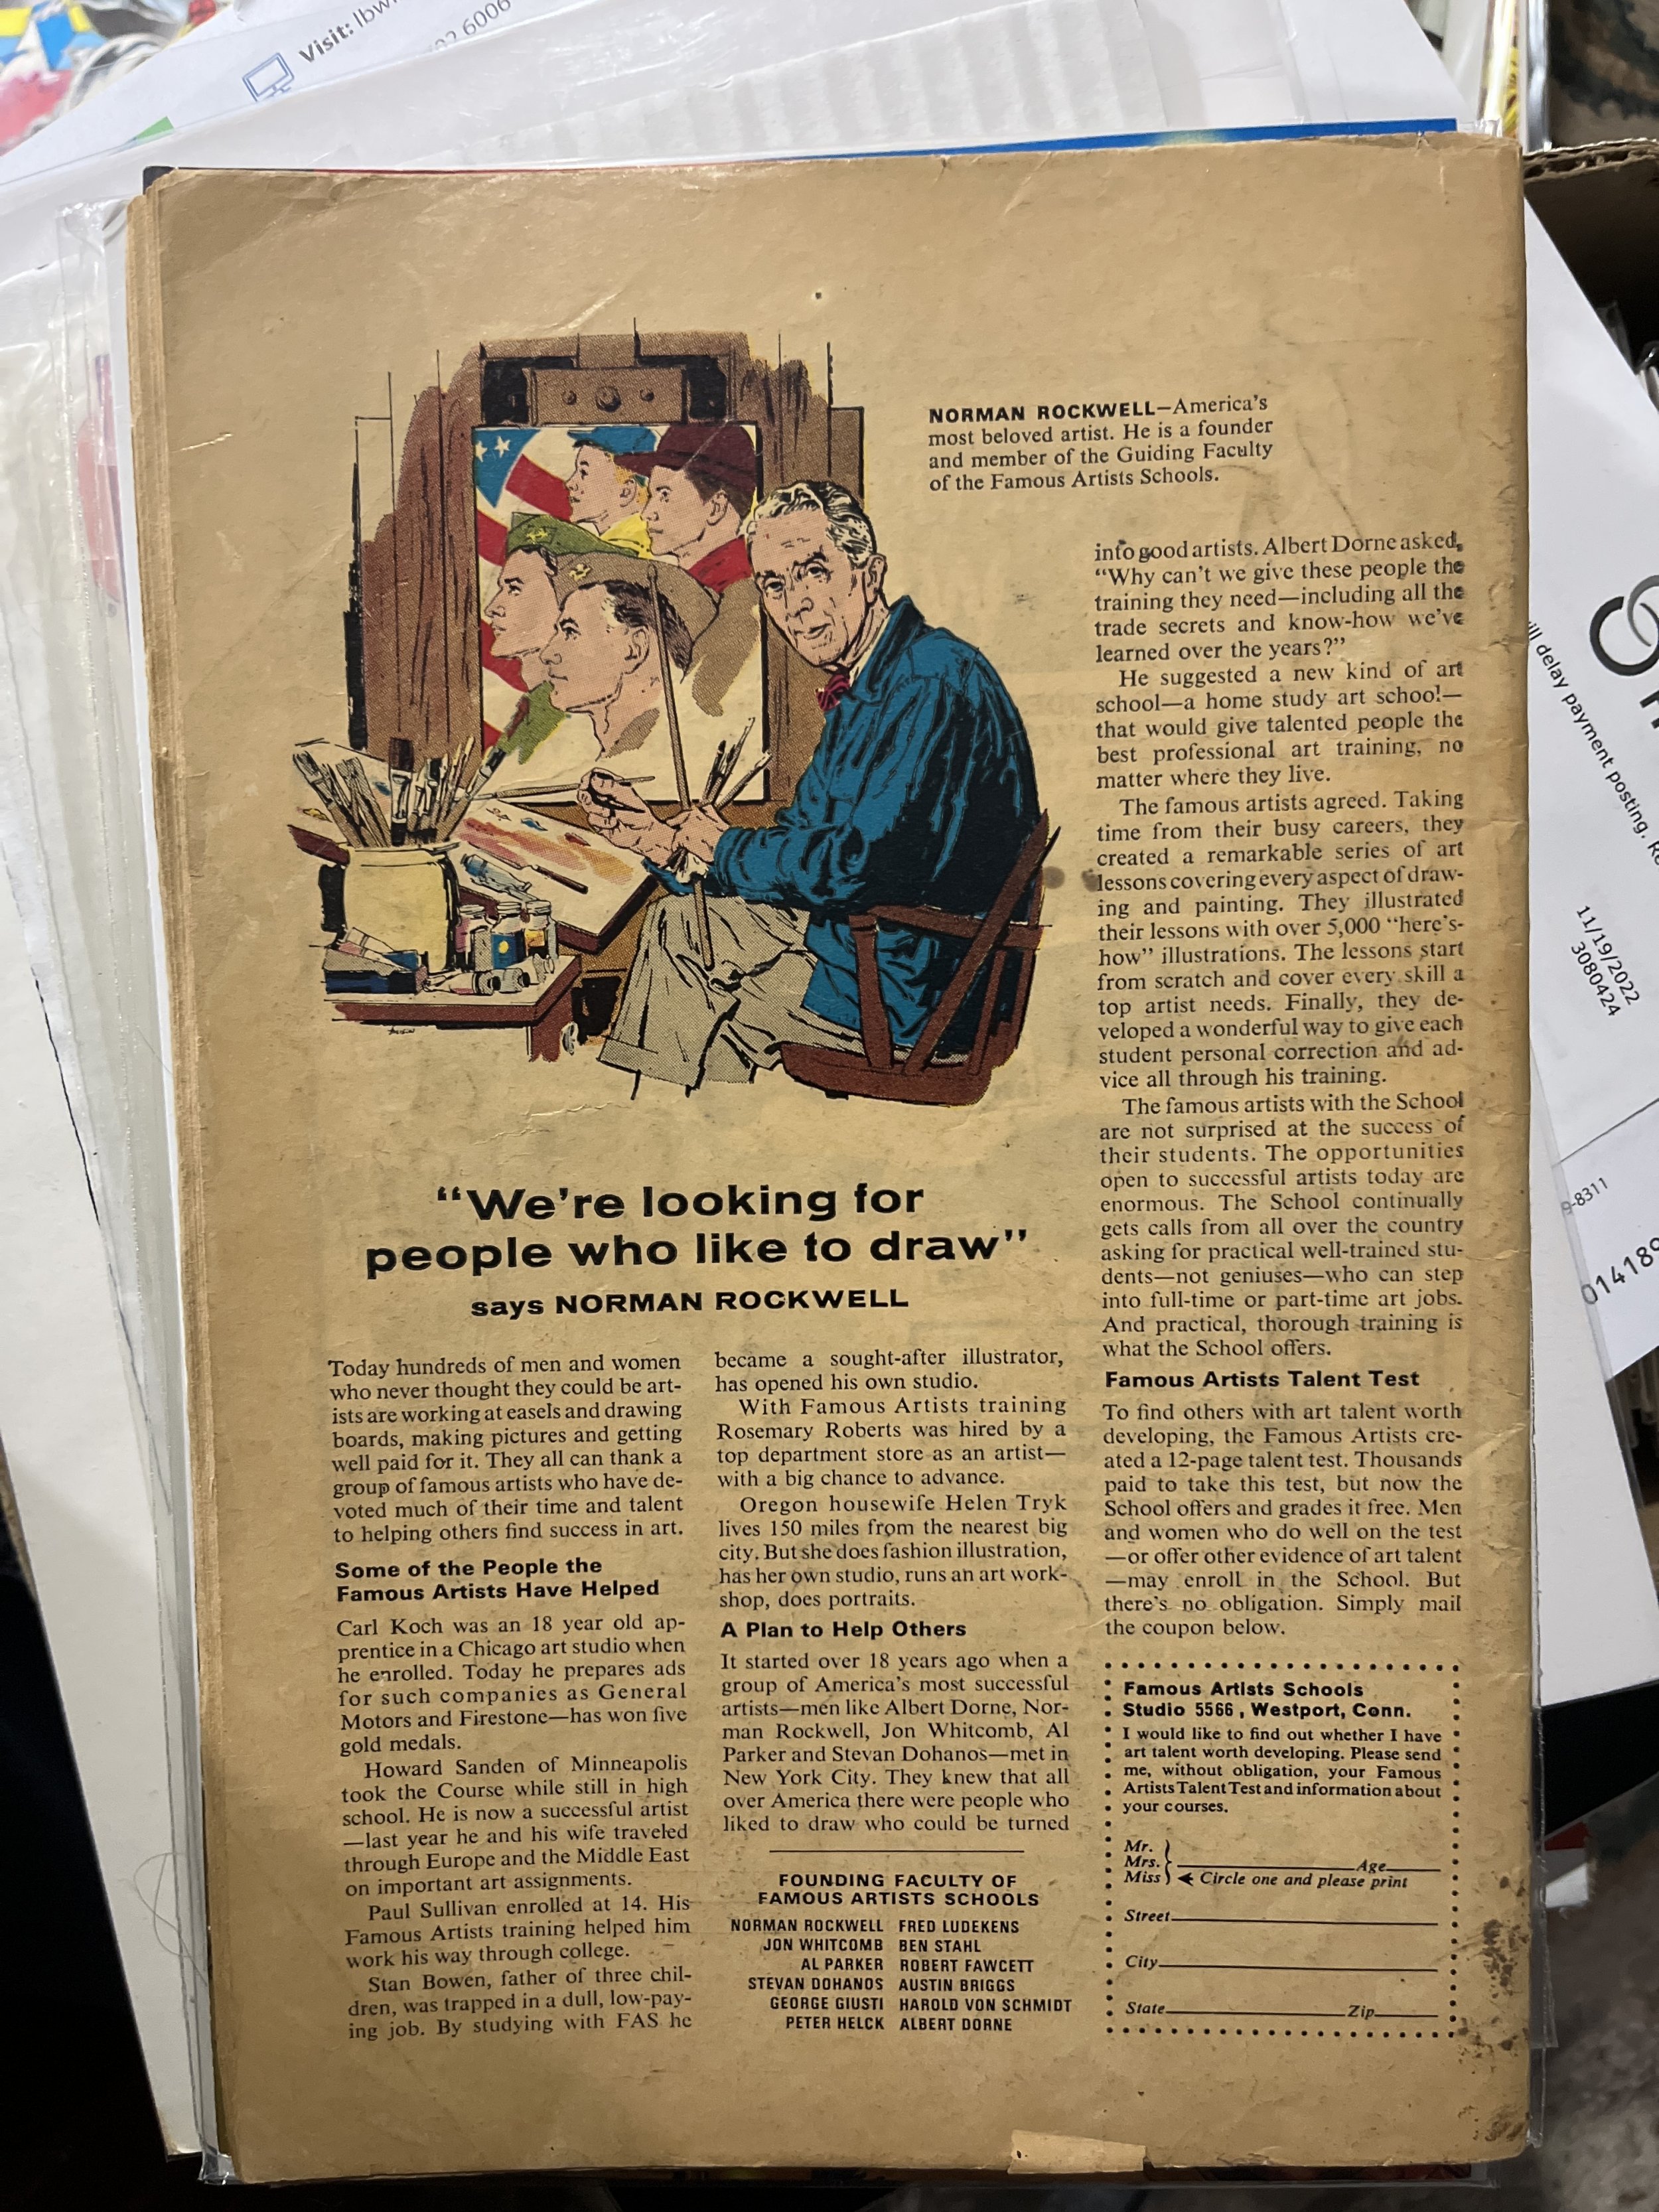 Visit: lbw
02 6006
NORMAN ROCKWELL—America's
most beloved artist. He is a founder
and member of the Guiding Faculty
of the Famous Artists Schools.
"We're looking for
people who like to draw"
says NORMAN ROCKWELL
Today hundreds of men and women
who never thought they could be art-
ists are working at easels and drawing
boards, making pictures and getting
well paid for it. They all can thank a
group of famous artists who have de-
voted much of their time and talent
to helping others find success in art.
Some of the People the
Famous Artists Have Helped
Carl Koch was an 18 year old ap-
prentice in a Chicago art studio when
he enrolled. Today he prepares ads
for such companies as General
Motors and Firestone—has won five
gold medals.
Howard Sanden of Minneapolis
took the Course while still in high
school. He is now a successful artist
—last year he and his wife traveled
through Europe and the Middle East
on important art assignments.
Paul Sullivan enrolled at 14. His
Famous Artists training helped him
work his way through college.
Stan Bowen, father of three chil-
dren, was trapped in a dull, low-pay-
ing job. By studying with FAS he
became a sought-after illustrator,
has opened his own studio.
With Famous Artists training
Rosemary Roberts was hired by a
top department store as an artist—
with a big chance to advance.
Oregon housewife Helen Tryk
lives 150 miles from the nearest big
city. But she does fashion illustration,
has her own studio, runs an art work-
shop, does portraits.
A Plan to Help Others
It started over 18 years ago when a
group of America's most successful
artists—men like Albert Dorne, Nor-
man Rockwell, Jon Whitcomb, Al
Parker and Stevan Dohanos—met in
New York City. They knew that all
over America there were people who
liked to draw who could be turned
FOUNDING FACULTY OF
FAMOUS ARTISTS SCHOOLS
NORMAN ROCKWELL FRED LUDEKENS
JON WHITCOMB BEN STAHL
AL PARKER ROBERT FAWCETT
STEVAN DOHANOS AUSTIN BRIGGS
GEORGE GIUSTI HAROLD VON SCHMIDT
PETER HELCK ALBERT DORNE
into good artists. Albert Dorne asked,
"Why can't we give these people the
training they need—including all the
trade secrets and know-how we've
learned over the years?"
He suggested a new kind of art
school—a home study art school—
that would give talented people the
best professional art training, no
matter where they live.
The famous artists agreed. Taking
time from their busy careers, they
created a remarkable series of art
lessons covering every aspect of draw-
ing and painting. They illustrated
their lessons with over 5,000 "here's-
how" illustrations. The lessons start
from scratch and cover every skill a
top artist needs. Finally, they de-
veloped a wonderful way to give each
student personal correction and ad-
vice all through his training.
The famous artists with the School
are not surprised at the success of
their students. The opportunities
open to successful artists today are
enormous. The School continually
gets calls from all over the country
asking for practical well-trained stu-
dents—not geniuses—who can step
into full-time or part-time art jobs.
And practical, thorough training is
what the School offers.
Famous Artists Talent Test
To find others with art talent worth
developing, the Famous Artists cre-
ated a 12-page talent test. Thousands
paid to take this test, but now the
School offers and grades it free. Men
and women who do well on the test
—or offer other evidence of art talent
—may enroll in the School. But
there's no obligation. Simply mail
the coupon below.
Famous Artists Schools
Studio 5566, Westport, Conn.
I would like to find out whether I have
art talent worth developing. Please send
me, without obligation, your Famous
Artists Talent Test and information about
your courses.
Mr.
Mrs. Age
Miss Circle one and please print
Street
City
State Zip
ill delay payment posting.
11/19/2022
3080424
9-8311
014189